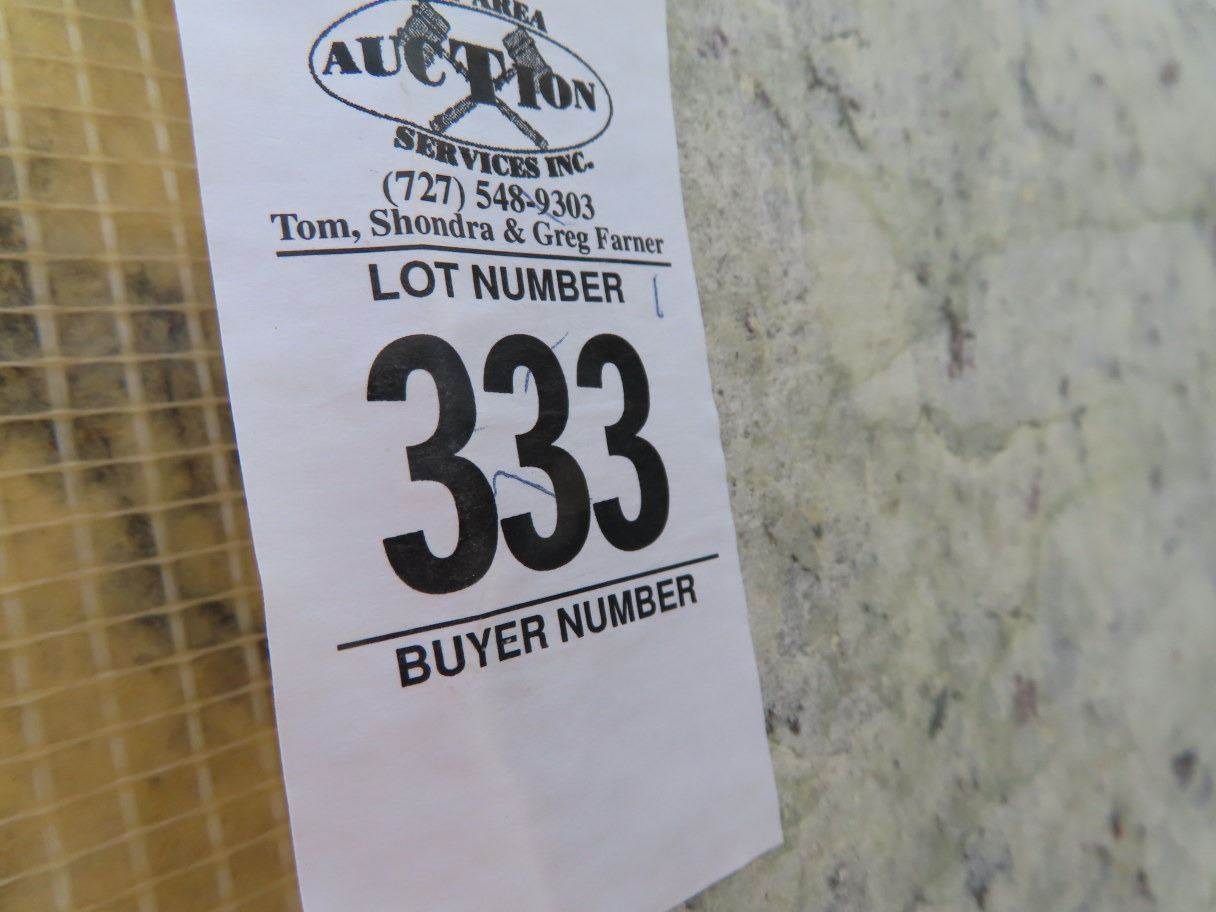 AREA
AUCTION
SERVICES INC.
(727) 548-9303
Tom, Shondra & Greg Farner
LOT NUMBER
333
BUYER NUMBER